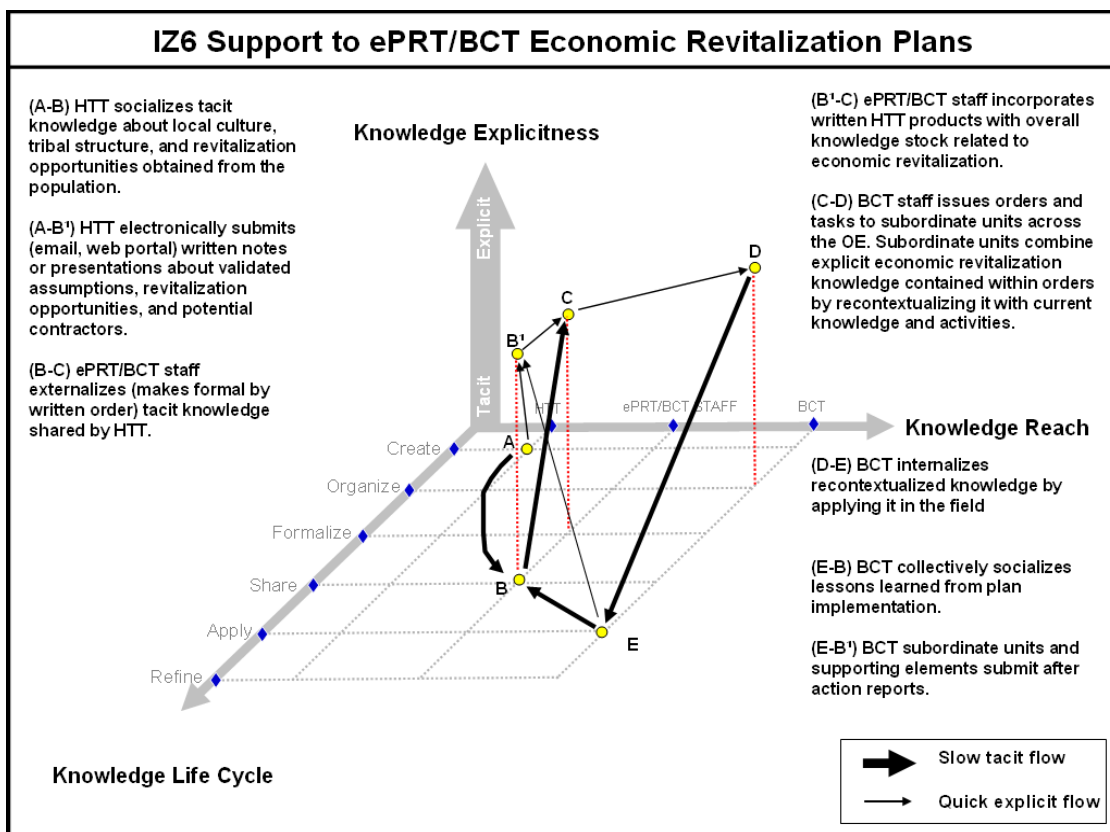 IZ6 Support to ePRT/BCT Economic Revitalization Plans
(A-B) HTT socializes tacit
knowledge about local culture,
tribal structure, and revitalization
opportunities obtained from the
population.
(A-B¹) HTT electronically submits
(email, web portal) written notes
or presentations about validated
assumptions, revitalization
opportunities, and potential
contractors.
(B-C) ePRT/BCT staff
externalizes (makes formal by
written order) tacit knowledge
shared by HTT.
Knowledge Explicitness
Explicit
Tacit
(B¹-C) ePRT/BCT staff incorporates
written HTT products with overall
knowledge stock related to
economic revitalization.
(C-D) BCT staff issues orders and
tasks to subordinate units across
the OE. Subordinate units combine
explicit economic revitalization
knowledge contained within orders
by recontextualizing it with current
knowledge and activities.
D
C
B¹
A
B
E
HTT
ePRT/BCT STAFF
BCT
Knowledge Reach
Create
Organize
Formalize
Share
Apply
Refine
Knowledge Life Cycle
(D-E) BCT internalizes
recontextualized knowledge by
applying it in the field
(E-B) BCT collectively socializes
lessons learned from plan
implementation.
(E-B¹) BCT subordinate units and
supporting elements submit after
action reports.
Slow tacit flow
Quick explicit flow